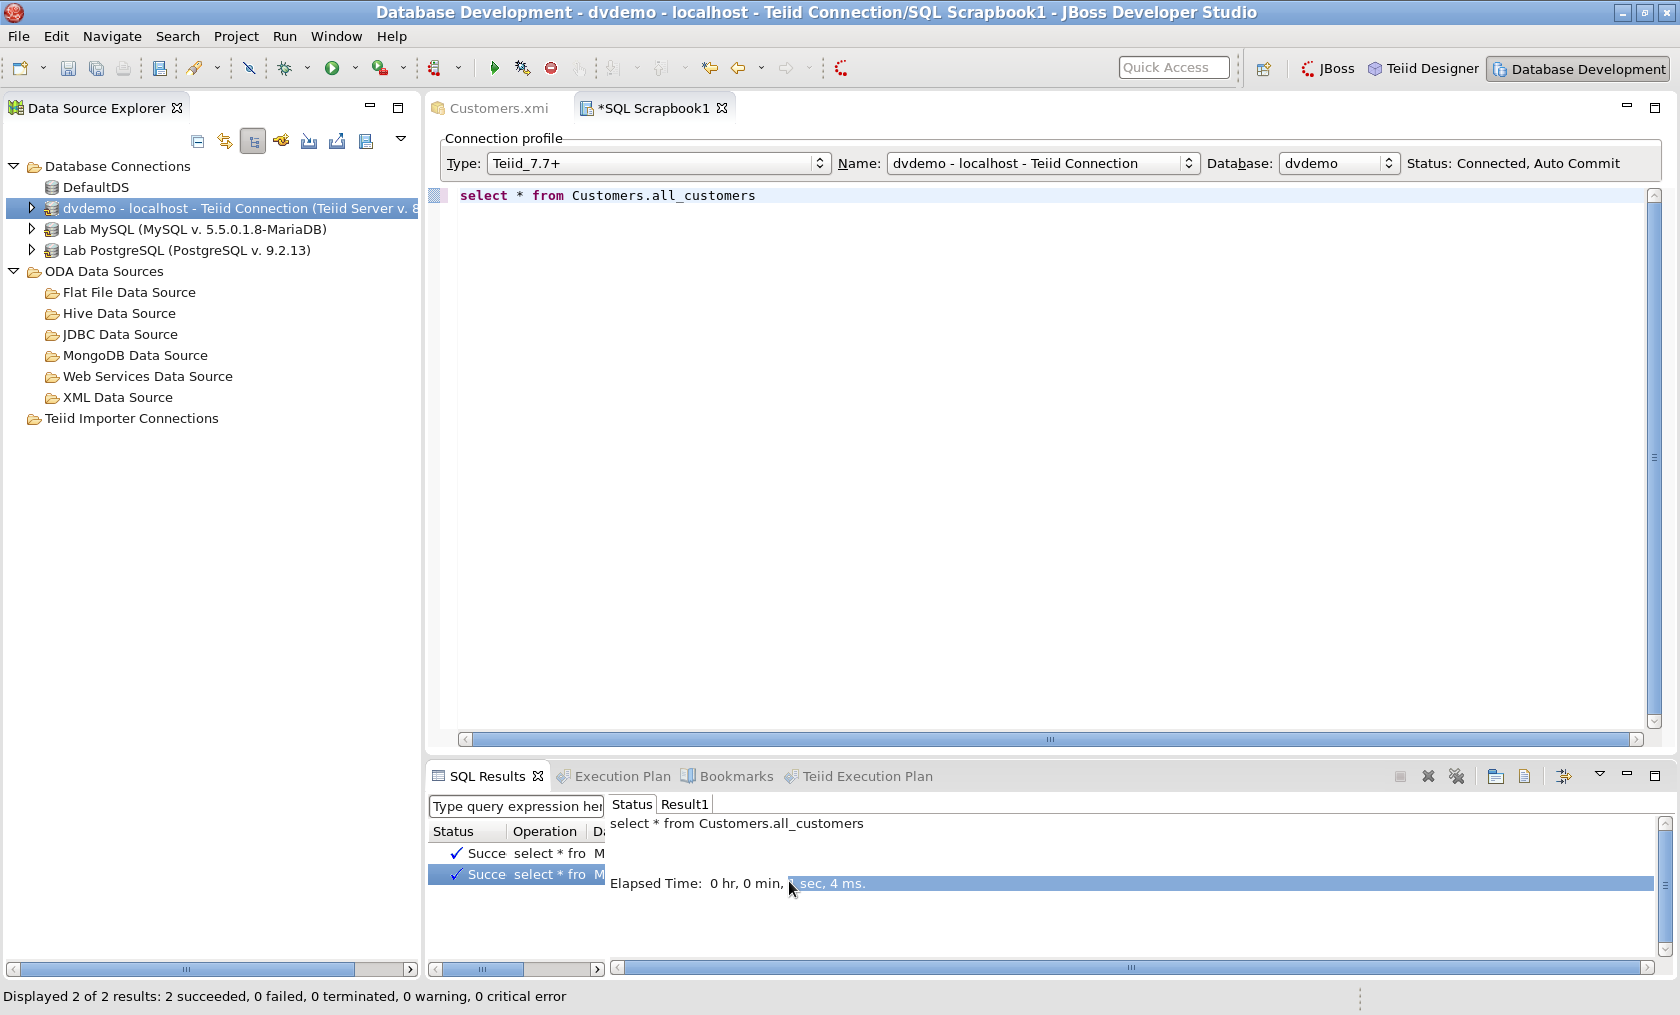 Database Development - dvdemo - localhost - Teiid Connection/SQL Scrapbook1 - JBoss Developer Studio
File Edit Navigate Search Project Run Window Help
Quick Access
JBoss
Teiid Designer
Database Development
Data Source Explorer
Database Connections
DefaultDS
dvdemo - localhost - Teiid Connection (Teiid Server v. 8
Lab MySQL (MySQL v. 5.5.0.1.8-MariaDB)
Lab PostgreSQL (PostgreSQL v. 9.2.13)
ODA Data Sources
Flat File Data Source
Hive Data Source
JDBC Data Source
MongoDB Data Source
Web Services Data Source
XML Data Source
Teiid Importer Connections
Customers.xmi
*SQL Scrapbook1
Connection profile
Type: Teiid_7.7+ Name: dvdemo - localhost - Teiid Connection Database: dvdemo Status: Connected, Auto Commit
select * from Customers.all_customers
SQL Results
Execution Plan
Bookmarks
Teiid Execution Plan
Type query expression her
Status Operation Da
Succe select * fro M
Succe select * fro M
Status Result1
select * from Customers.all_customers
Elapsed Time: 0 hr, 0 min, sec, 4 ms.
Displayed 2 of 2 results: 2 succeeded, 0 failed, 0 terminated, 0 warning, 0 critical error